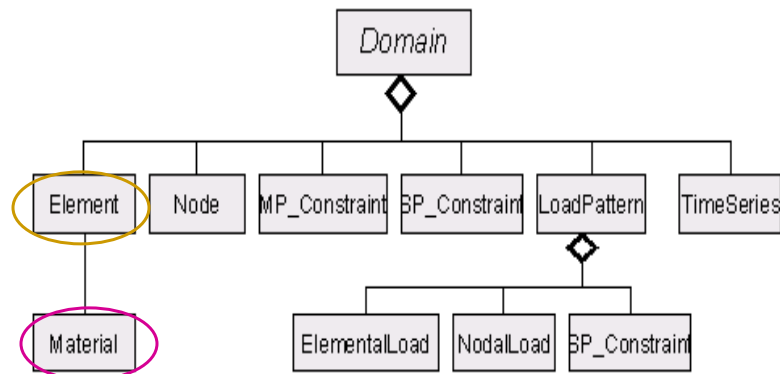 Domain
Element
Node
MP_Constraint
SP_Constraint
LoadPattern
TimeSeries
Material
ElementalLoad
NodalLoad
SP_Constraint